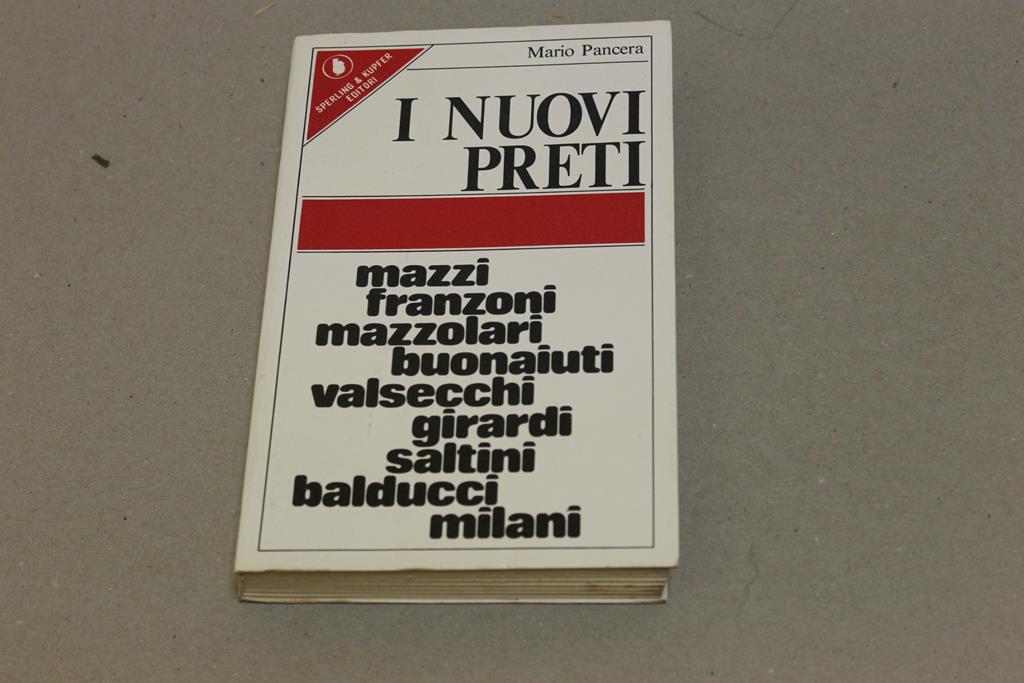 Mario Pancera
SPERLING & KUPFER
EDITORI
I NUOVI
PRETI
mazzi
franzoni
mazzolari
buonaiuti
valsecchi
girardi
saltini
balducci
milani